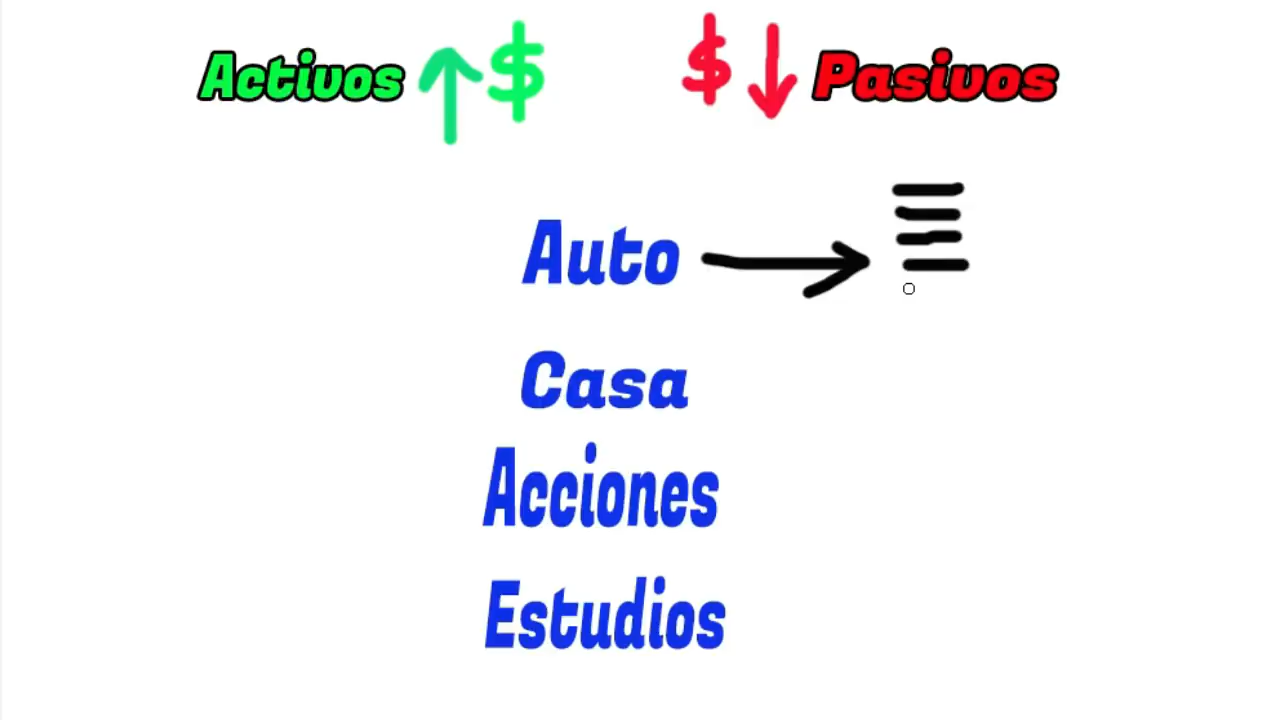 Activos $ $ Pasivos
Auto
Casa
Acciones
Estudios